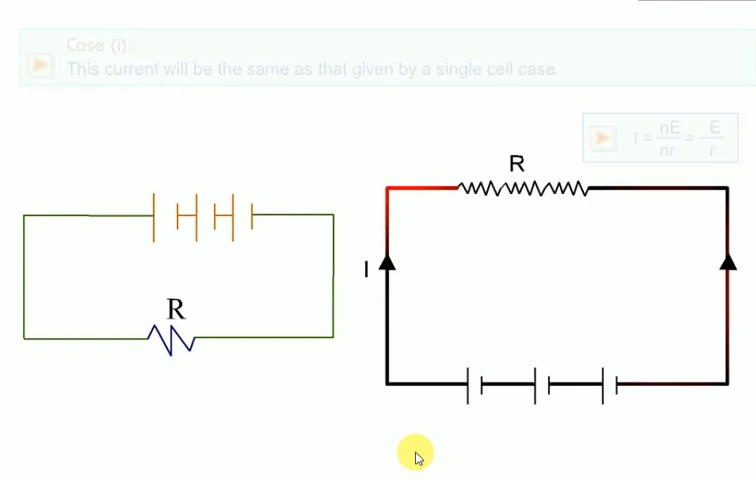 Case (i):
This current will be the same as that given by a single cell case.
I = nE/nr = E/r
R
I
R